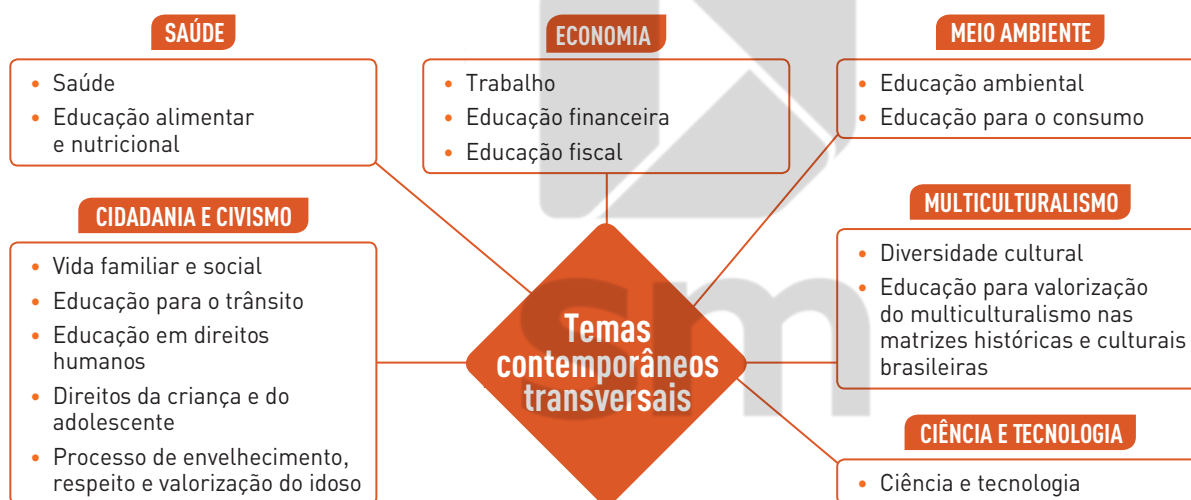 SAÚDE
• Saúde
• Educação alimentar
e nutricional
ECONOMIA
• Trabalho
• Educação financeira
• Educação fiscal
MEIO AMBIENTE
• Educação ambiental
• Educação para o consumo
CIDADANIA E CIVISMO
• Vida familiar e social
• Educação para o trânsito
• Educação em direitos
humanos
• Direitos da criança e do
adolescente
• Processo de envelhecimento,
respeito e valorização do idoso
Temas
contemporâneos
transversais
MULTICULTURALISMO
• Diversidade cultural
• Educação para valorização
do multiculturalismo nas
matrizes históricas e culturais
brasileiras
CIÊNCIA E TECNOLOGIA
• Ciência e tecnologia
sm